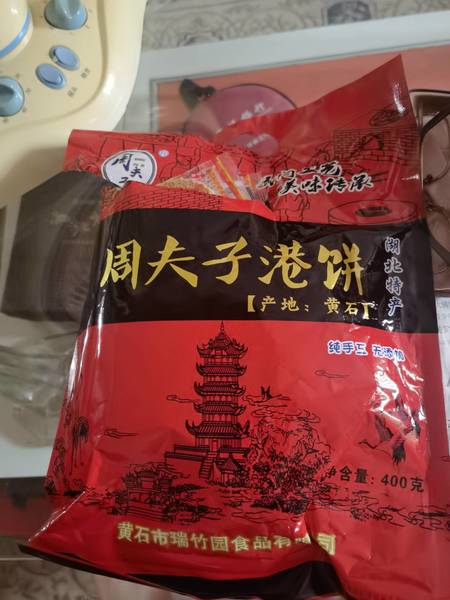 周夫子
美味传承
周夫子港饼
湖北特产
【产地：黄石】
纯手工 无添加
净含量：400克
黄石市瑞竹园食品有限公司